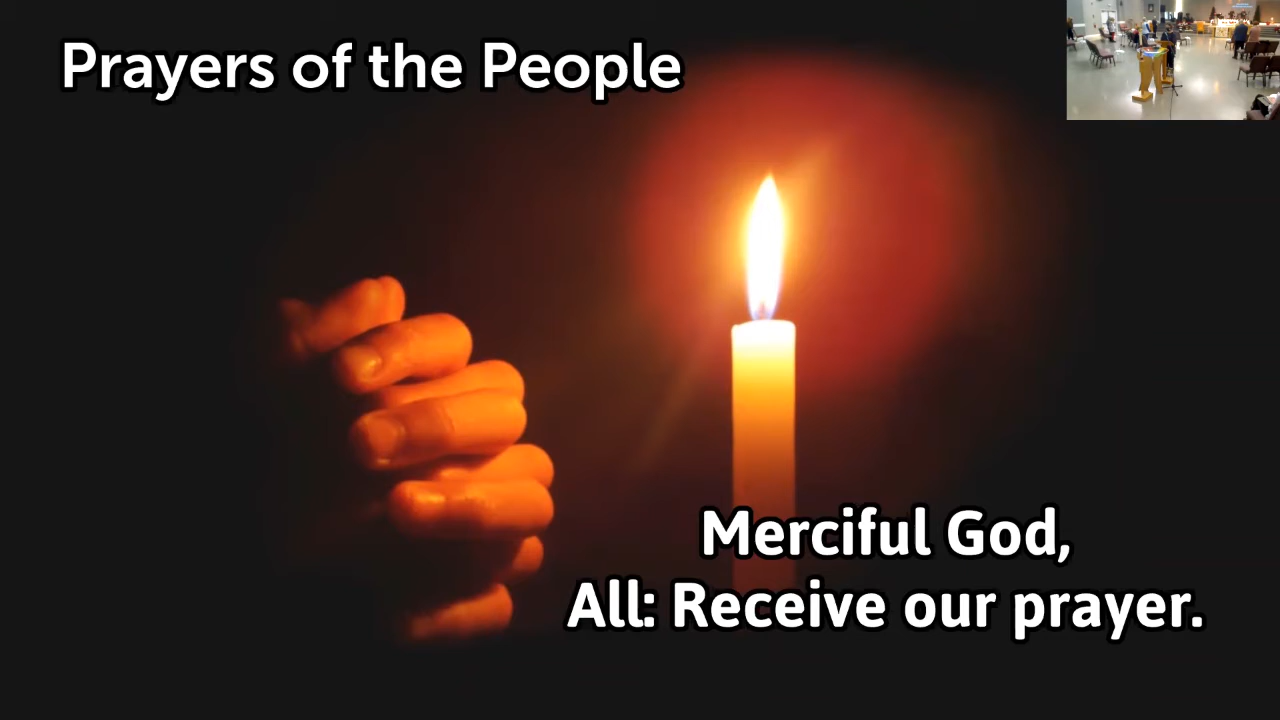 Prayers of the People
Merciful God,
All: Receive our prayer.